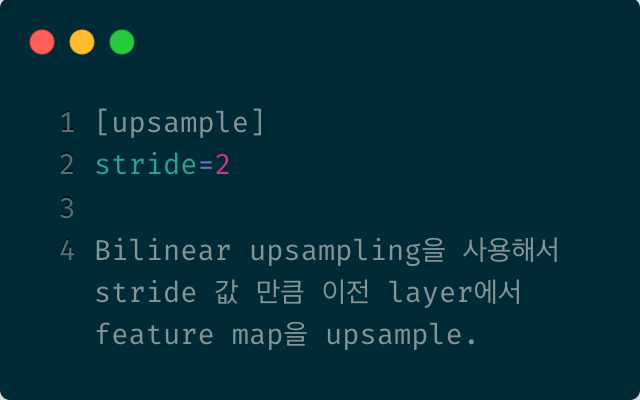 1 [upsample]
2 stride=2
3
4 Bilinear upsampling을 사용해서
stride 값 만큼 이전 layer에서
feature map을 upsample.